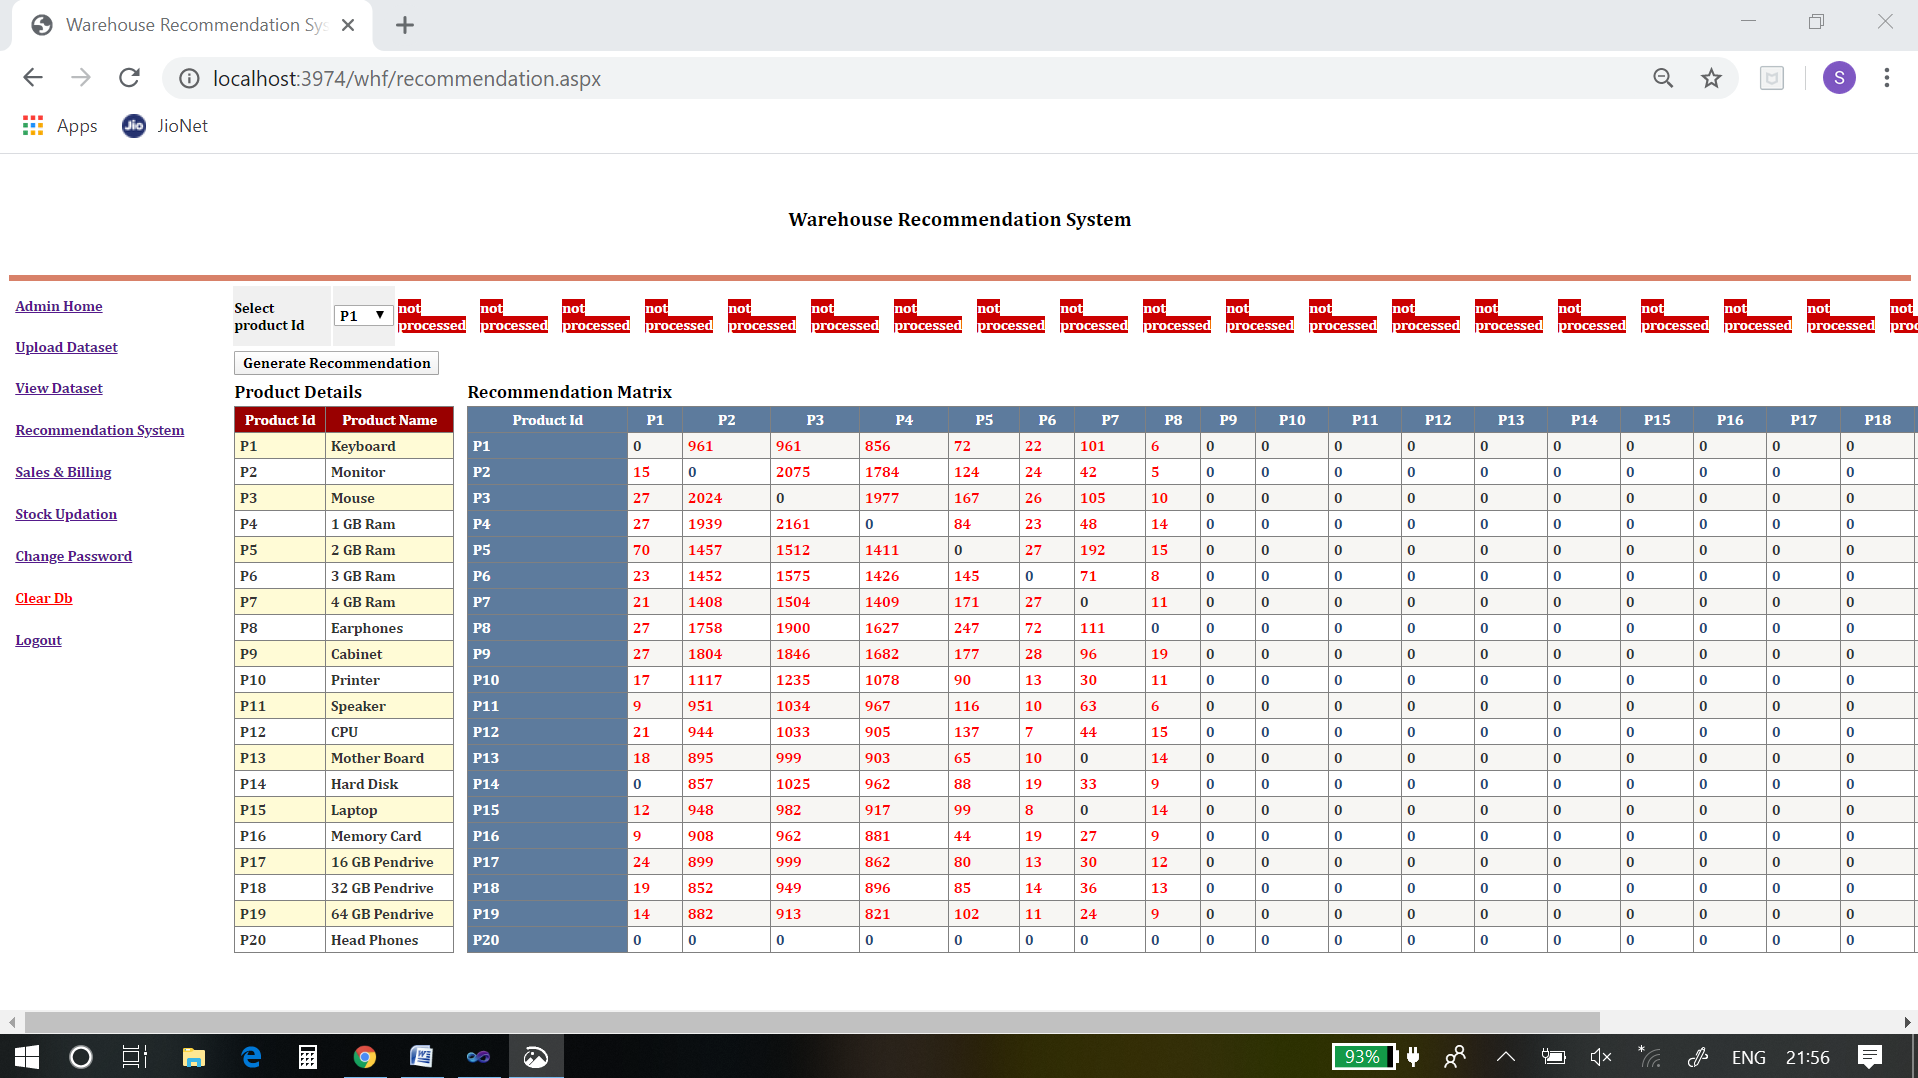 Warehouse Recommendation Sys
localhost:3974/whf/recommendation.aspx
S
Apps
Jio JioNet
Warehouse Recommendation System
Admin Home
Upload Dataset
View Dataset
Recommendation System
Sales & Billing
Stock Updation
Change Password
Clear Db
Logout
Select product Id P1
not processed not processed not processed not processed not processed not processed not processed not processed not processed not processed not processed not processed not processed not processed not processed not processed not processed not processed not proc
Generate Recommendation
Product Details
Product Id Product Name
P1 Keyboard
P2 Monitor
P3 Mouse
P4 1 GB Ram
P5 2 GB Ram
P6 3 GB Ram
P7 4 GB Ram
P8 Earphones
P9 Cabinet
P10 Printer
P11 Speaker
P12 CPU
P13 Mother Board
P14 Hard Disk
P15 Laptop
P16 Memory Card
P17 16 GB Pendrive
P18 32 GB Pendrive
P19 64 GB Pendrive
P20 Head Phones
Recommendation Matrix
Product Id P1 P2 P3 P4 P5 P6 P7 P8 P9 P10 P11 P12 P13 P14 P15 P16 P17 P18
P1 0 961 961 856 72 22 101 6 0 0 0 0 0 0 0 0 0 0
P2 15 0 2075 1784 124 24 42 5 0 0 0 0 0 0 0 0 0 0
P3 27 2024 0 1977 167 26 105 10 0 0 0 0 0 0 0 0 0 0
P4 27 1939 2161 0 84 23 48 14 0 0 0 0 0 0 0 0 0 0
P5 70 1457 1512 1411 0 27 192 15 0 0 0 0 0 0 0 0 0 0
P6 23 1452 1575 1426 145 0 71 8 0 0 0 0 0 0 0 0 0 0
P7 21 1408 1504 1409 171 27 0 11 0 0 0 0 0 0 0 0 0 0
P8 27 1758 1900 1627 247 72 111 0 0 0 0 0 0 0 0 0 0 0
P9 27 1804 1846 1682 177 28 96 19 0 0 0 0 0 0 0 0 0 0
P10 17 1117 1235 1078 90 13 30 11 0 0 0 0 0 0 0 0 0 0
P11 9 951 1034 967 116 10 63 6 0 0 0 0 0 0 0 0 0 0
P12 21 944 1033 905 137 7 44 15 0 0 0 0 0 0 0 0 0 0
P13 18 895 999 903 65 10 0 14 0 0 0 0 0 0 0 0 0 0
P14 0 857 1025 962 88 19 33 9 0 0 0 0 0 0 0 0 0 0
P15 12 948 982 917 99 8 0 14 0 0 0 0 0 0 0 0 0 0
P16 9 908 962 881 44 19 27 9 0 0 0 0 0 0 0 0 0 0
P17 24 899 999 862 80 13 30 12 0 0 0 0 0 0 0 0 0 0
P18 19 852 949 896 85 14 36 13 0 0 0 0 0 0 0 0 0 0
P19 14 882 913 821 102 11 24 9 0 0 0 0 0 0 0 0 0 0
P20 0 0 0 0 0 0 0 0 0 0 0 0 0 0 0 0 0 0
93% ENG 21:56